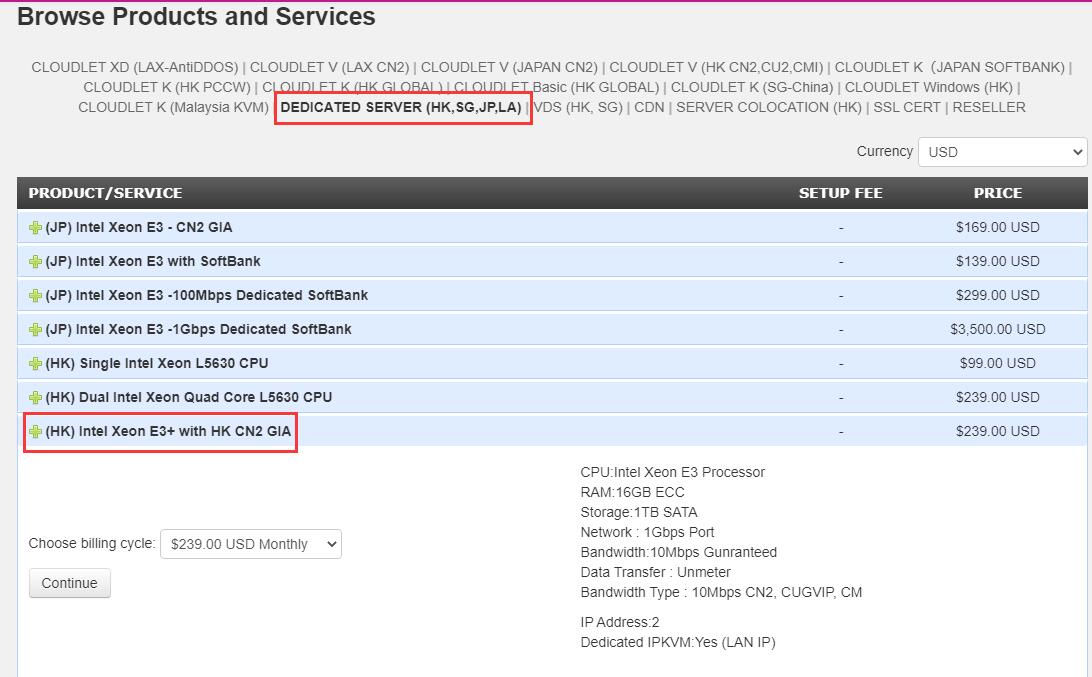 Browse Products and Services
CLOUDLET XD (LAX-AntiDDOS) | CLOUDLET V (LAX CN2) | CLOUDLET V (JAPAN CN2) | CLOUDLET V (HK CN2,CU2,CMI) | CLOUDLET K（JAPAN SOFTBANK) |
CLOUDLET K (HK PCCW) | CLOUDLET K (HK GLOBAL) | CLOUDLET Basic (HK GLOBAL) | CLOUDLET K (SG-China) | CLOUDLET Windows (HK) |
CLOUDLET K (Malaysia KVM) | DEDICATED SERVER (HK,SG,JP,LA) | VDS (HK, SG) | CDN | SERVER COLOCATION (HK) | SSL CERT | RESELLER
Currency USD
PRODUCT/SERVICE SETUP FEE PRICE
(JP) Intel Xeon E3 - CN2 GIA - $169.00 USD
(JP) Intel Xeon E3 with SoftBank - $139.00 USD
(JP) Intel Xeon E3 -100Mbps Dedicated SoftBank - $299.00 USD
(JP) Intel Xeon E3 -1Gbps Dedicated SoftBank - $3,500.00 USD
(HK) Single Intel Xeon L5630 CPU - $99.00 USD
(HK) Dual Intel Xeon Quad Core L5630 CPU - $239.00 USD
(HK) Intel Xeon E3+ with HK CN2 GIA - $239.00 USD
Choose billing cycle: $239.00 USD Monthly
Continue
CPU:Intel Xeon E3 Processor
RAM:16GB ECC
Storage:1TB SATA
Network : 1Gbps Port
Bandwidth:10Mbps Gunranteed
Data Transfer : Unmeter
Bandwidth Type : 10Mbps CN2, CUGVIP, CM
IP Address:2
Dedicated IPKVM:Yes (LAN IP)